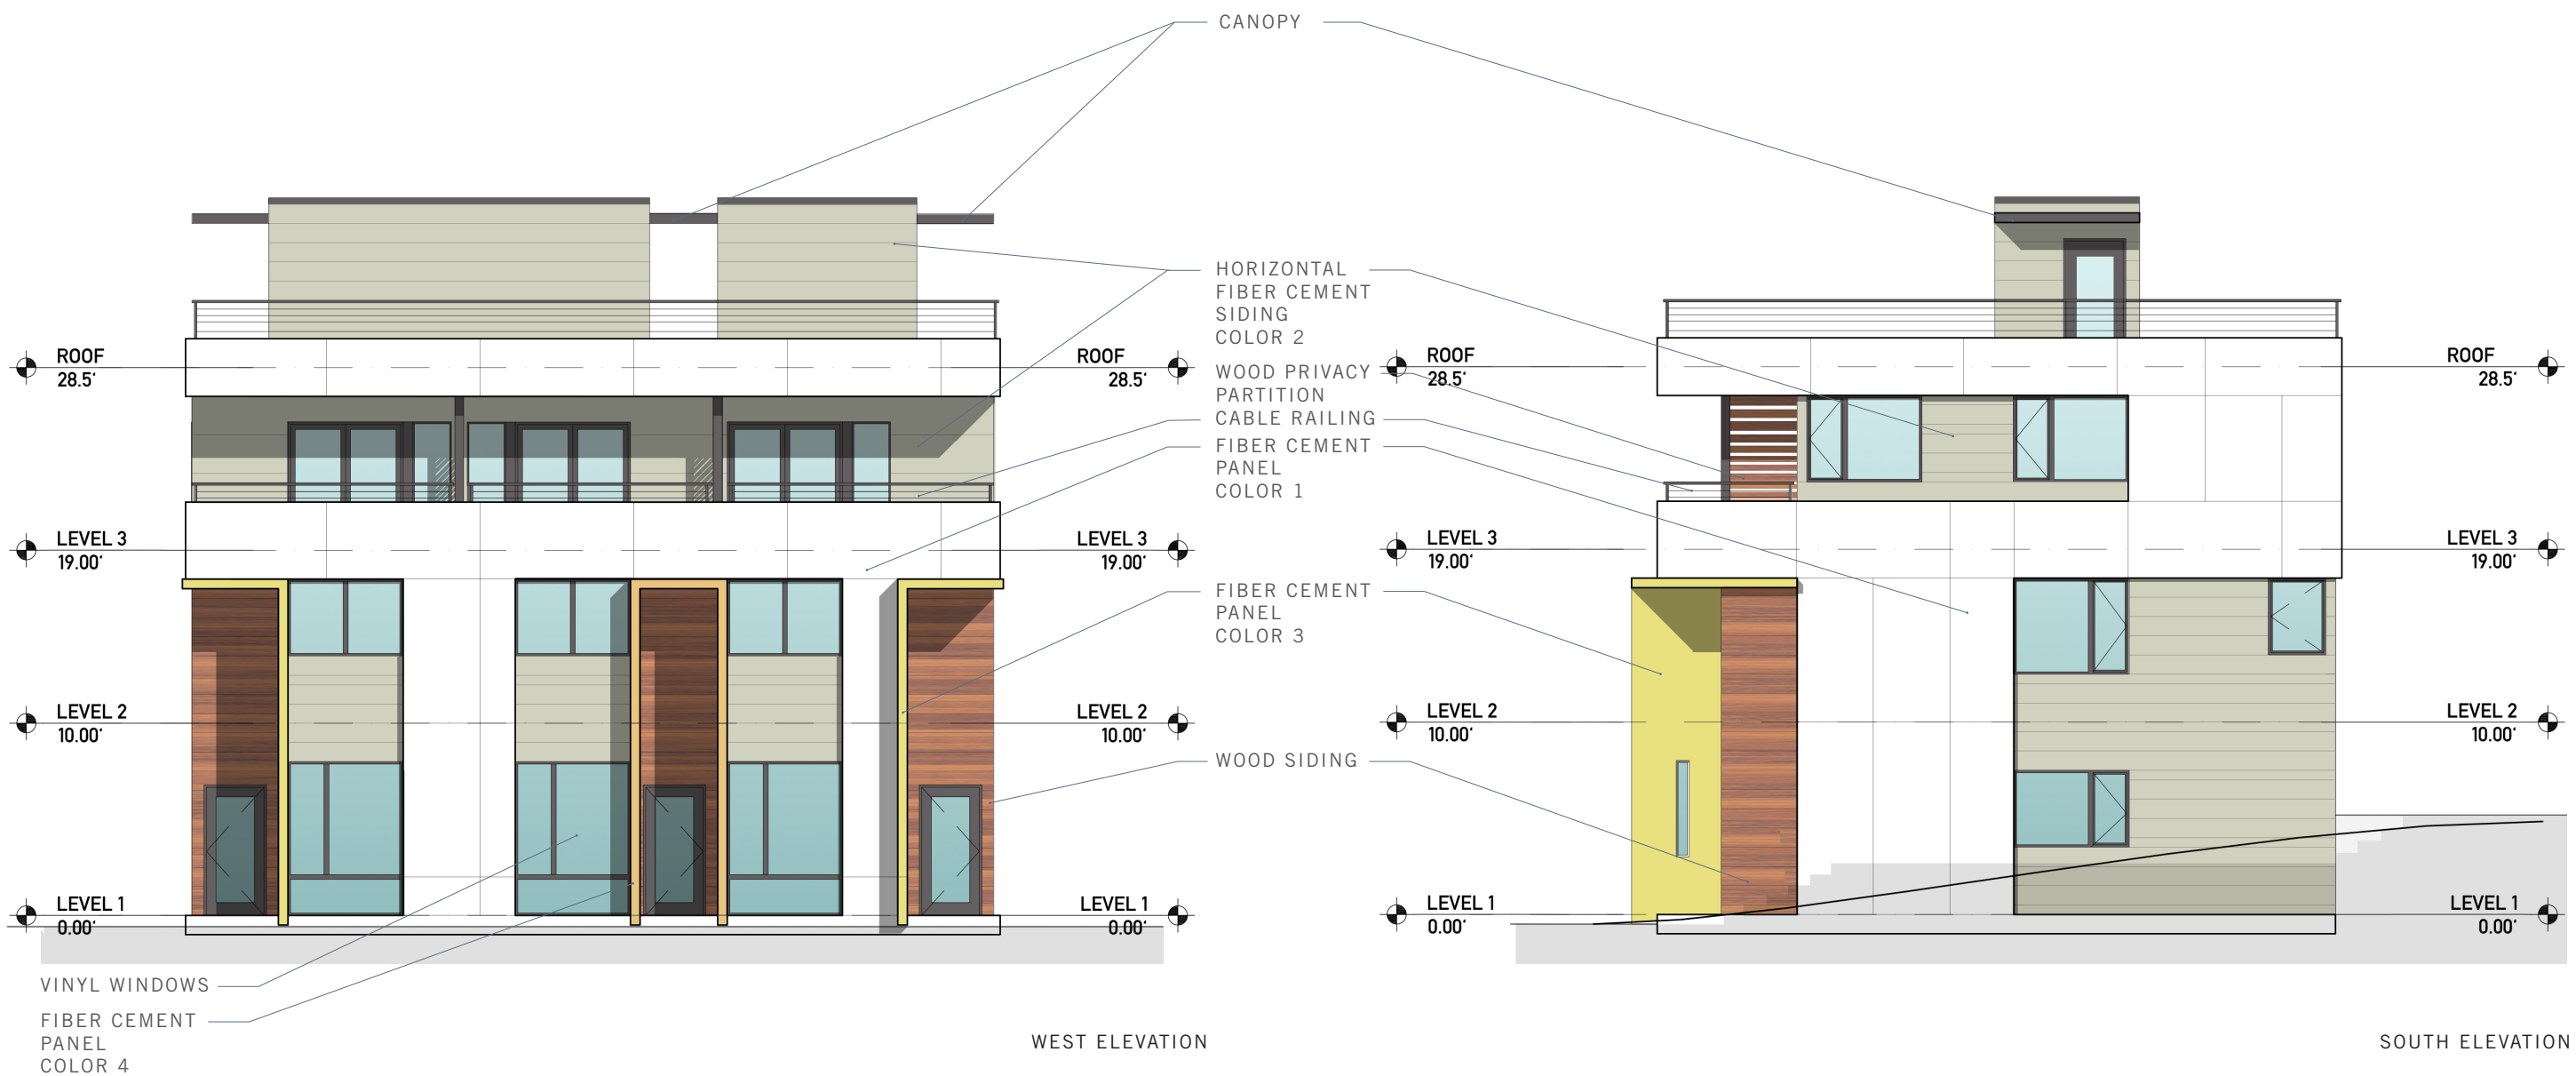 CANOPY
HORIZONTAL
FIBER CEMENT
SIDING
COLOR 2
WOOD PRIVACY
PARTITION
CABLE RAILING
FIBER CEMENT
PANEL
COLOR 1
FIBER CEMENT
PANEL
COLOR 3
WOOD SIDING
ROOF
28.5'
LEVEL 3
19.00'
LEVEL 2
10.00'
LEVEL 1
0.00'
ROOF
28.5'
LEVEL 3
19.00'
LEVEL 2
10.00'
LEVEL 1
0.00'
ROOF
28.5'
LEVEL 3
19.00'
LEVEL 2
10.00'
LEVEL 1
0.00'
ROOF
28.5'
LEVEL 3
19.00'
LEVEL 2
10.00'
LEVEL 1
0.00'
VINYL WINDOWS
FIBER CEMENT
PANEL
COLOR 4
WEST ELEVATION
SOUTH ELEVATION